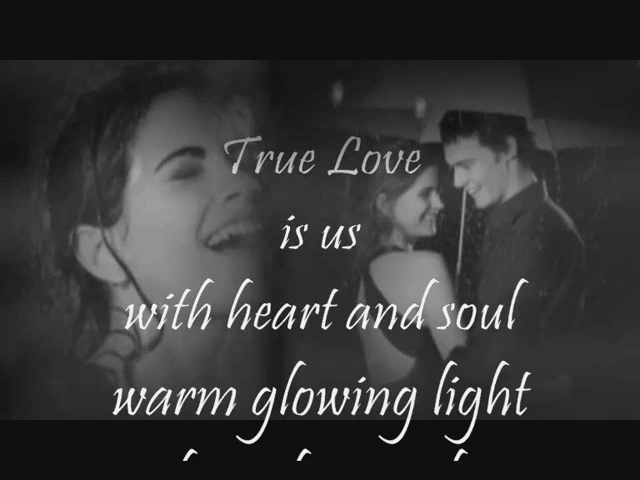 True Love
is us
with heart and soul
warm glowing light